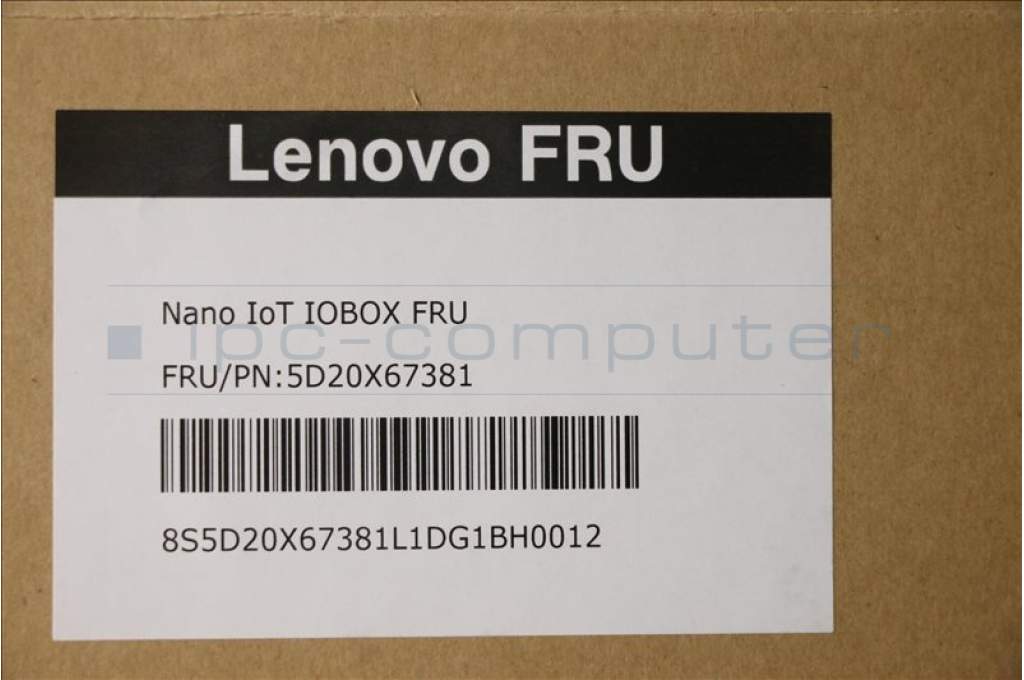 Lenovo FRU
Nano IoT IOBOX FRU
ipc-computer
FRU/PN:5D20X67381
8S5D20X67381L1DG1BH0012